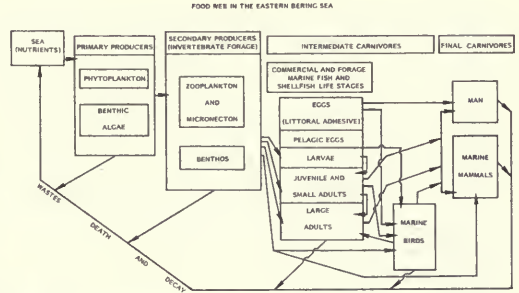 FOOD WEB IN THE EASTERN BERING SEA
SEA
(NUTRIENTS)
PRIMARY PRODUCERS
PHYTOPLANKTON
BENTHIC
ALGAE
SECONDARY PRODUCERS
(INVERTEBRATE FORAGE)
ZOOPLANKTON
AND
MICRONECTON
BENTHOS
INTERMEDIATE CARNIVORES
COMMERCIAL AND FORAGE
MARINE FISH AND
SHELLFISH LIFE STAGES
EGGS
(LITTORAL ADHESIVE)
PELAGIC EGGS
LARVAE
JUVENILE AND
SMALL ADULTS
LARGE
ADULTS
MARINE
BIRDS
FINAL CARNIVORES
MAN
MARINE
MAMMALS
WASTES
DEATH
AND
DECAY